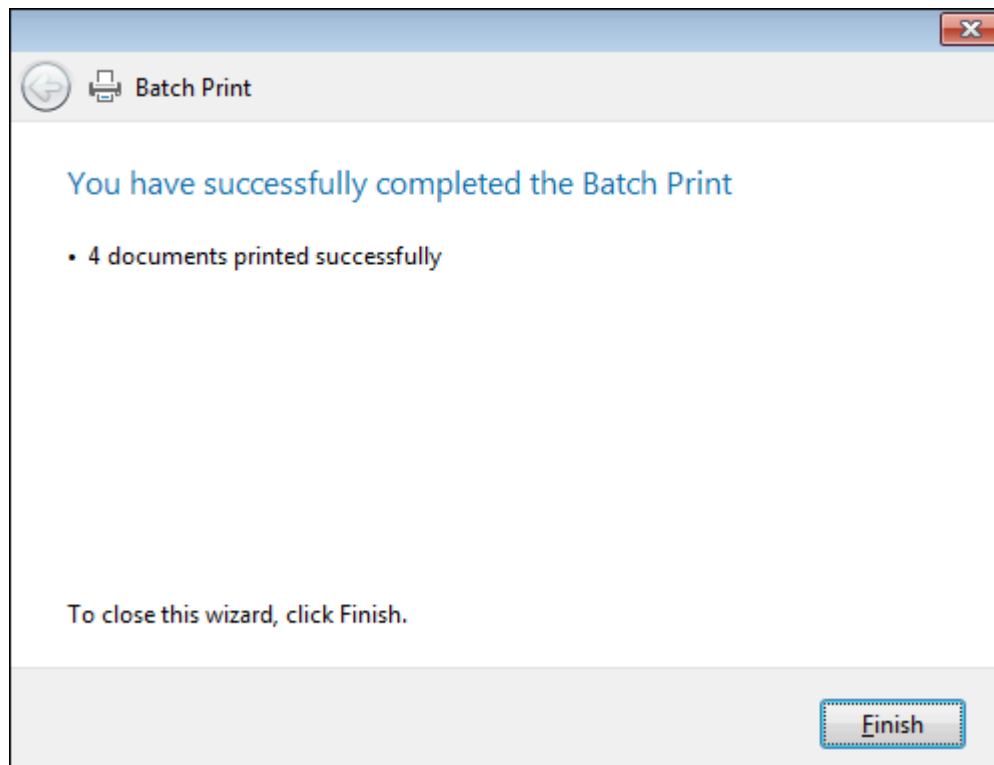 Batch Print
You have successfully completed the Batch Print
• 4 documents printed successfully
To close this wizard, click Finish.
Finish